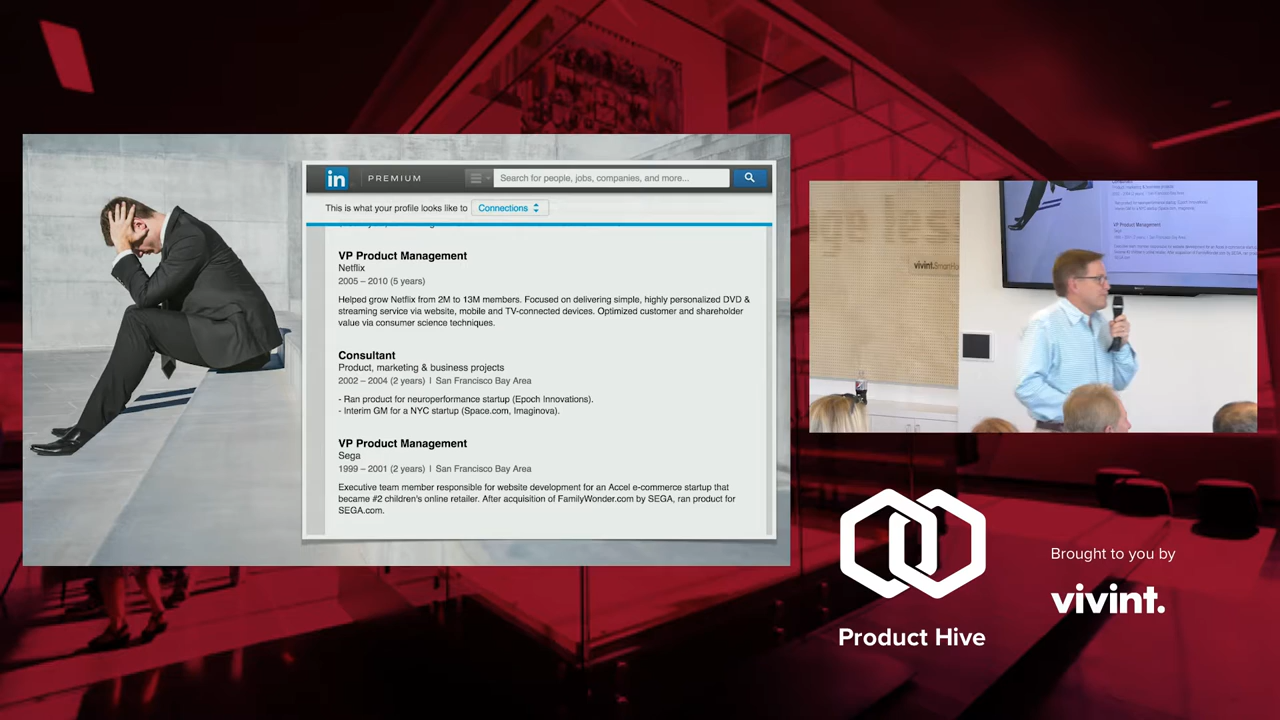 in
PREMIUM
Search for people, jobs, companies, and more...
This is what your profile looks like to
Connections
VP Product Management
Netflix
2005 – 2010 (5 years)
Helped grow Netflix from 2M to 13M members. Focused on delivering simple, highly personalized DVD &
streaming service via website, mobile and TV-connected devices. Optimized customer and shareholder
value via consumer science techniques.
Consultant
Product, marketing & business projects
2002 – 2004 (2 years) | San Francisco Bay Area
- Ran product for neuroperformance startup (Epoch Innovations).
- Interim GM for a NYC startup (Space.com, Imaginova).
VP Product Management
Sega
1999 – 2001 (2 years) | San Francisco Bay Area
Executive team member responsible for website development for an Accel e-commerce startup that
became #2 children's online retailer. After acquisition of FamilyWonder.com by SEGA, ran product for
SEGA.com.
VP Product Management
Sega
Product Hive
Brought to you by
vivint.